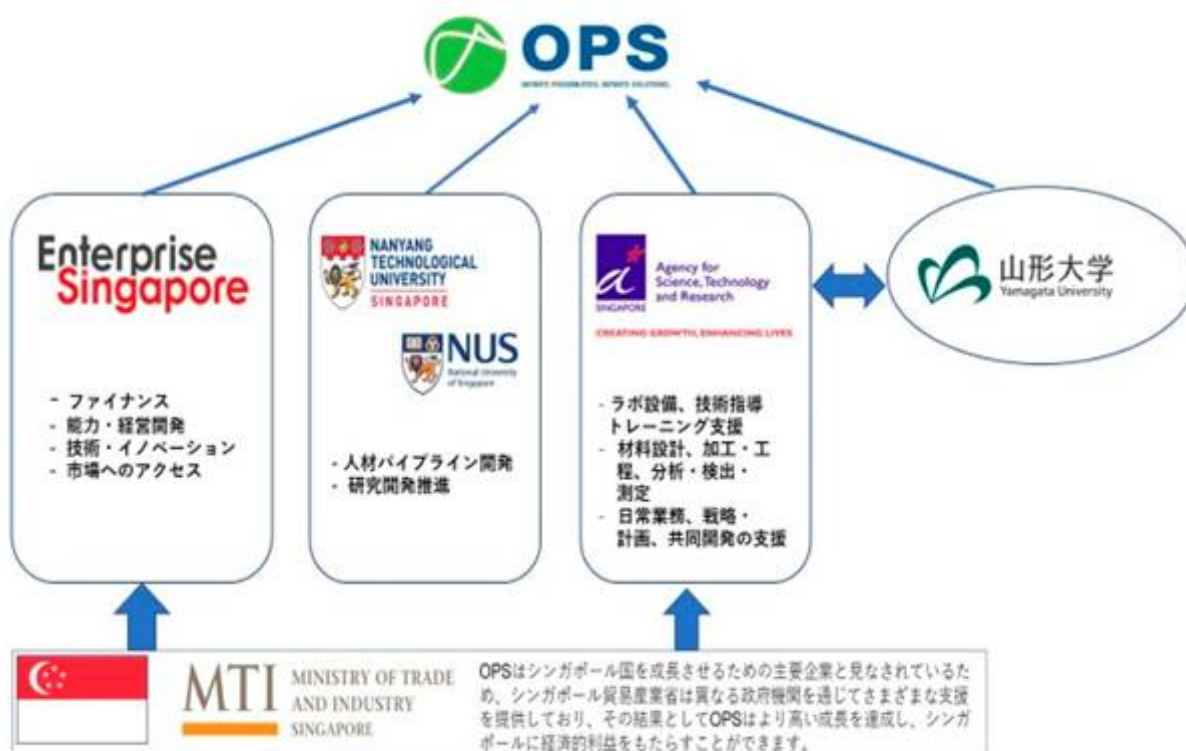 OPS
INFINITE POSSIBILITIES. INFINITE SOLUTIONS.
Enterprise
Singapore
- ファイナンス
- 能力・経営開発
- 技術・イノベーション
- 市場へのアクセス
NANYANG
TECHNOLOGICAL
UNIVERSITY
SINGAPORE
NUS
National University
of Singapore
- 人材パイプライン開発
- 研究開発推進
Agency for
Science, Technology
and Research
SINGAPORE
CREATING GROWTH, ENHANCING LIVES
- ラボ設備、技術指導
トレーニング支援
- 材料設計、加工・工
程、分析・検出・
測定
- 日常業務、戦略・
計画、共同開発の支援
山形大学
Yamagata University
MTI
MINISTRY OF TRADE
AND INDUSTRY
SINGAPORE
OPSはシンガポール国を成長させるための主要企業と見なされているた
め、シンガポール貿易産業省は異なる政府機関を通じてさまざまな支援
を提供しており、その結果としてOPSはより高い成長を達成し、シンガ
ポールに経済的利益をもたらすことができます。